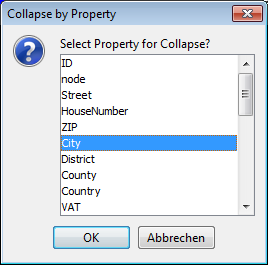 Collapse by Property
Select Property for Collapse?
ID
node
Street
HouseNumber
ZIP
City
District
County
Country
VAT
OK
Abbrechen